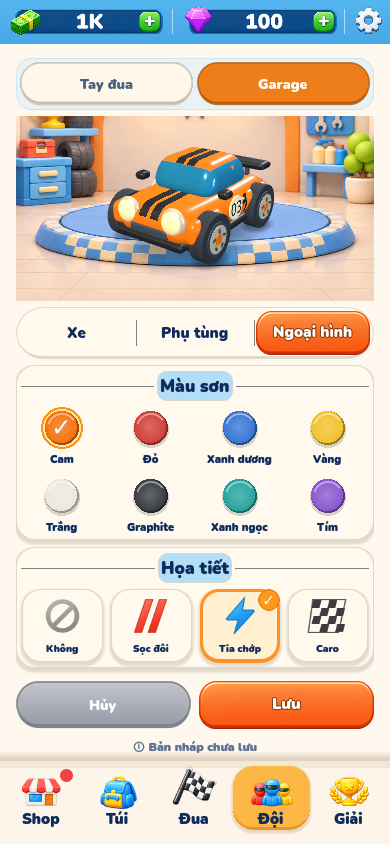 1K
100
Tay đua
Garage
Xe
Phụ tùng
Ngoại hình
Màu sơn
Cam
Đỏ
Xanh dương
Vàng
Trắng
Graphite
Xanh ngọc
Tím
Họa tiết
Không
Sọc đôi
Tia chớp
Caro
Hủy
Lưu
Bản nháp chưa lưu
Shop
Túi
Đua
Đội
Giải